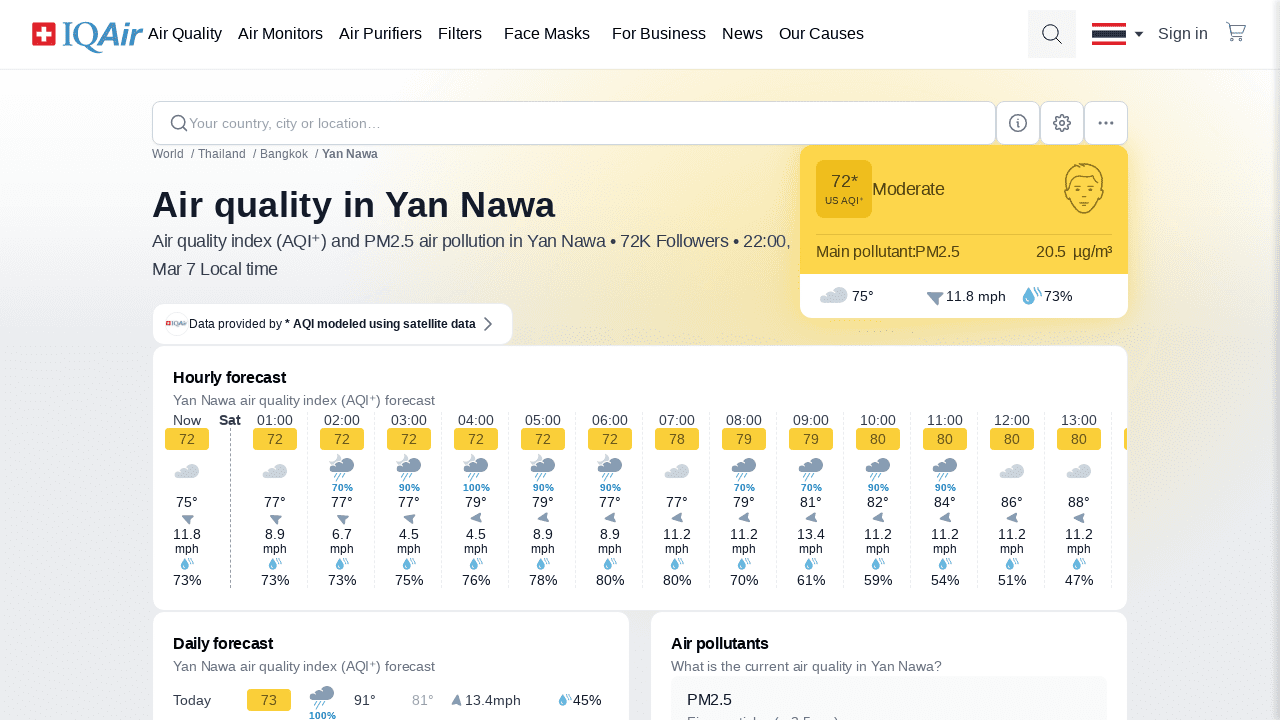 IQAir Air Quality Air Monitors Air Purifiers Filters Face Masks For Business News Our Causes Sign in
Your country, city or location…
World / Thailand / Bangkok / Yan Nawa
Air quality in Yan Nawa
Air quality index (AQI⁺) and PM2.5 air pollution in Yan Nawa • 72K Followers • 22:00,
Mar 7 Local time
72*
US AQI⁺
Moderate
Main pollutant:PM2.5 20.5 µg/m³
75° 11.8 mph 73%
IQAir Data provided by * AQI modeled using satellite data
Hourly forecast
Yan Nawa air quality index (AQI⁺) forecast
Now Sat 01:00 02:00 03:00 04:00 05:00 06:00 07:00 08:00 09:00 10:00 11:00 12:00 13:00
72 72 72 72 72 72 72 78 79 79 80 80 80 80
70% 90% 100% 90% 90% 70% 70% 90% 90%
75° 77° 77° 77° 79° 79° 77° 77° 79° 81° 82° 84° 86° 88°
11.8 8.9 6.7 4.5 4.5 8.9 8.9 11.2 11.2 13.4 11.2 11.2 11.2 11.2
mph mph mph mph mph mph mph mph mph mph mph mph mph mph
73% 73% 73% 75% 76% 78% 80% 80% 70% 61% 59% 54% 51% 47%
Daily forecast
Yan Nawa air quality index (AQI⁺) forecast
Today 73 91° 81° 13.4mph 45%
100%
Air pollutants
What is the current air quality in Yan Nawa?
PM2.5